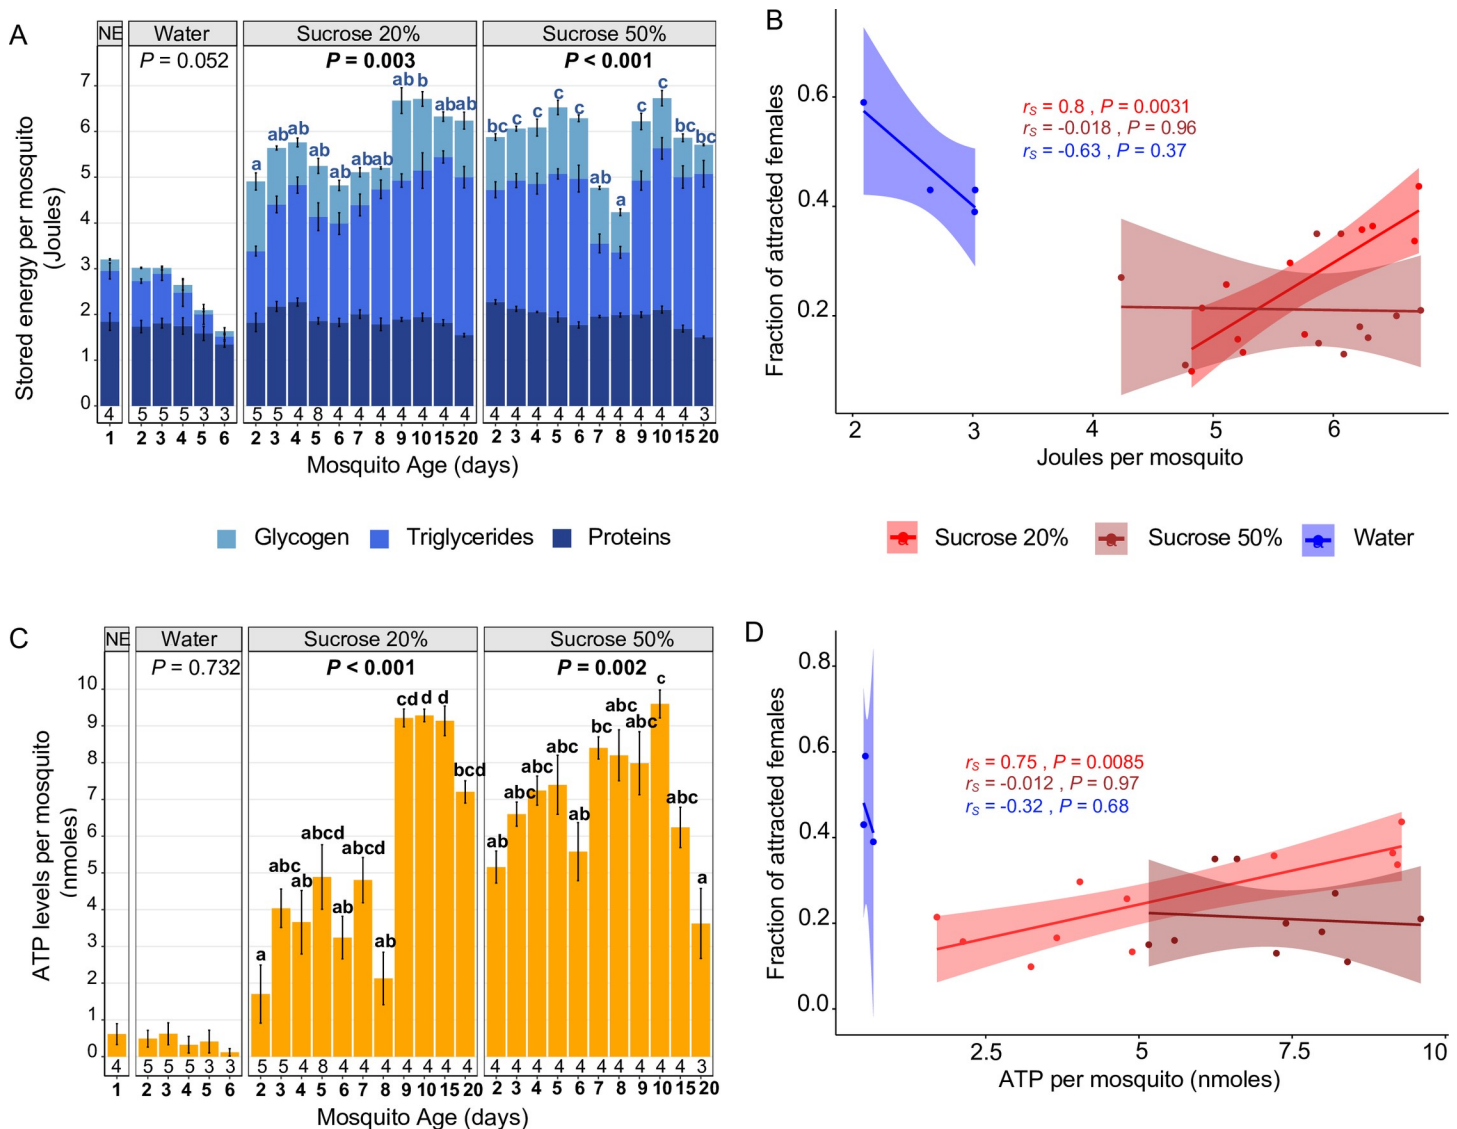 A
NE Water Sucrose 20% Sucrose 50%
P = 0.052 P = 0.003 P < 0.001
Stored energy per mosquito
(Joules)
7
6
5
4
3
2
1
0
a ab ab ab ab ab ab ab b ab ab
bc c c c c ab a c c bc bc
4 5 5 5 3 3 5 5 4 8 4 4 4 4 4 4 4 4 4 4 4 4 4 4 4 4 4 3
1 2 3 4 5 6 2 3 4 5 6 7 8 9 10 15 20 2 3 4 5 6 7 8 9 10 15 20
Mosquito Age (days)
Glycogen Triglycerides Proteins
B
Fraction of attracted females
0.6
0.4
0.2
rS = 0.8 , P = 0.0031
rS = -0.018 , P = 0.96
rS = -0.63 , P = 0.37
2 3 4 5 6
Joules per mosquito
a Sucrose 20% a Sucrose 50% a Water
C
NE Water Sucrose 20% Sucrose 50%
P = 0.732 P < 0.001 P = 0.002
ATP levels per mosquito
(nmoles)
10
9
8
7
6
5
4
3
2
1
0
a abc ab abcd ab abcd ab cd d d bcd
ab abc abc abc ab bc abc abc c abc a
4 5 5 5 3 3 5 5 4 8 4 4 4 4 4 4 4 4 4 4 4 4 4 4 4 4 4 3
1 2 3 4 5 6 2 3 4 5 6 7 8 9 10 15 20 2 3 4 5 6 7 8 9 10 15 20
Mosquito Age (days)
D
Fraction of attracted females
0.8
0.6
0.4
0.2
0.0
rS = 0.75 , P = 0.0085
rS = -0.012 , P = 0.97
rS = -0.32 , P = 0.68
2.5 5 7.5 10
ATP per mosquito (nmoles)